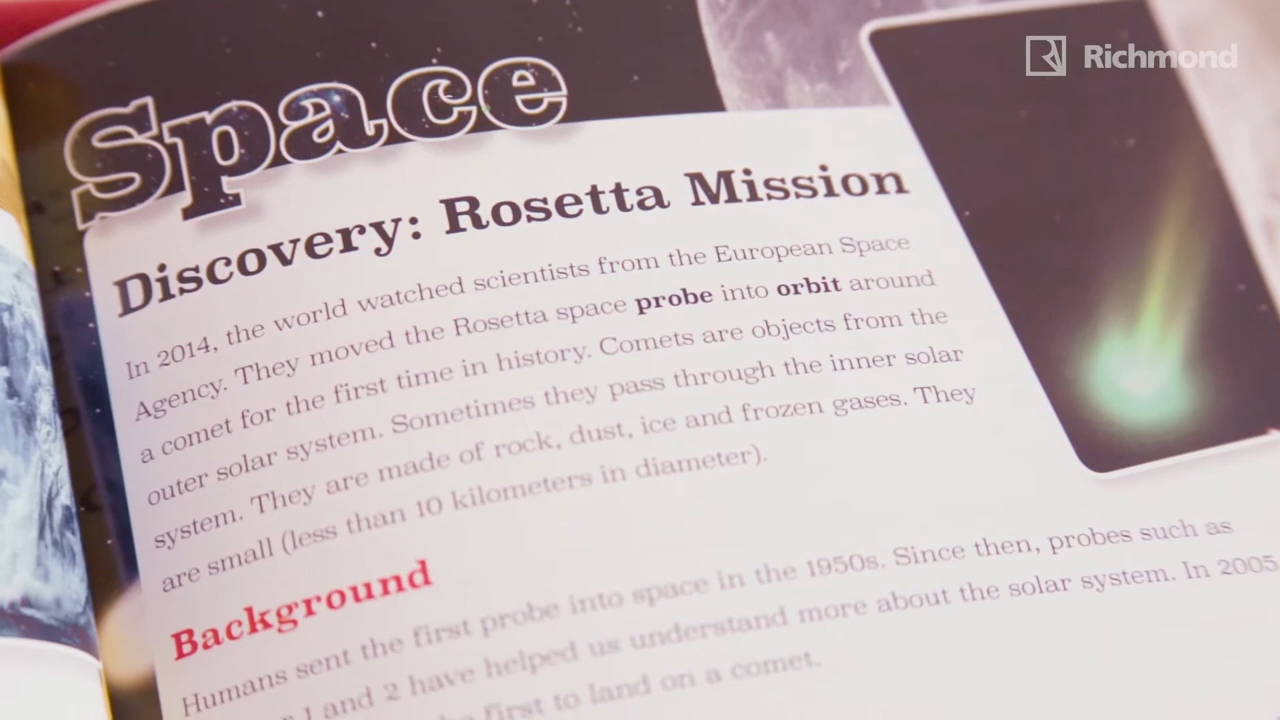 Richmond
Space
Discovery: Rosetta Mission
In 2014, the world watched scientists from the European Space
Agency. They moved the Rosetta space probe into orbit around
a comet for the first time in history. Comets are objects from the
outer solar system. Sometimes they pass through the inner solar
system. They are made of rock, dust, ice and frozen gases. They
are small (less than 10 kilometers in diameter).
Background
Humans sent the first probe into space in the 1950s. Since then, probes such as
1 and 2 have helped us understand more about the solar system. In 2005
first to land on a comet.